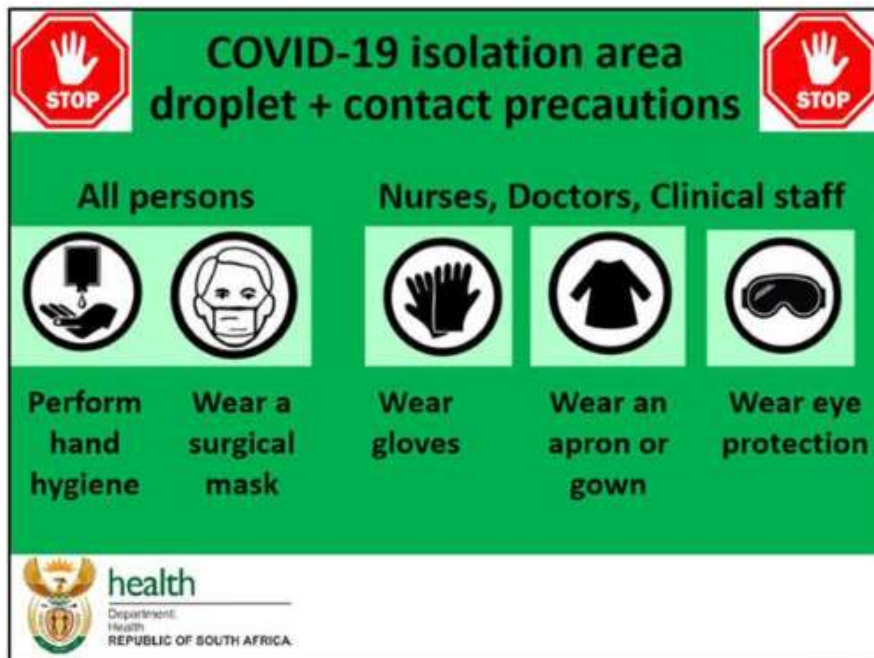 STOP
COVID-19 isolation area
droplet + contact precautions
STOP
All persons
Nurses, Doctors, Clinical staff
Perform
hand
hygiene
Wear a
surgical
mask
Wear
gloves
Wear an
apron or
gown
Wear eye
protection
health
Department:
Health
REPUBLIC OF SOUTH AFRICA